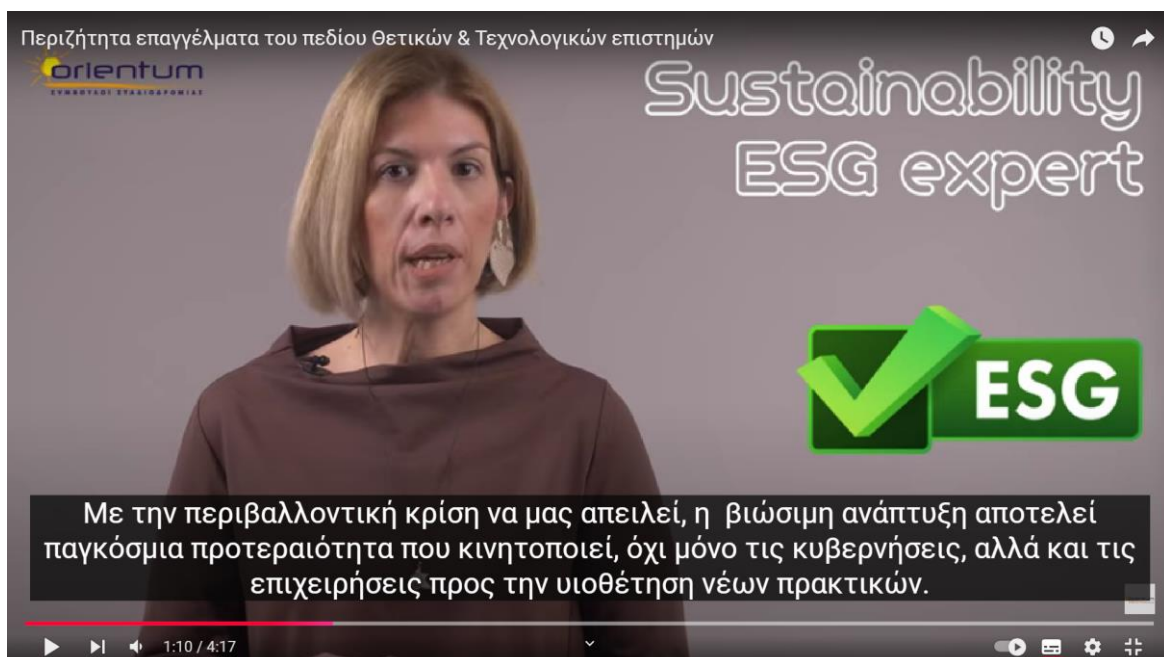 Περιζήτητα επαγγέλματα του πεδίου Θετικών & Τεχνολογικών επιστημών
orientum
ΣΥΜΒΟΥΛΟΙ ΣΤΑΔΙΟΔΡΟΜΙΑΣ
Sustainability
ESG expert
ESG
Με την περιβαλλοντική κρίση να μας απειλεί, η βιώσιμη ανάπτυξη αποτελεί
παγκόσμια προτεραιότητα που κινητοποιεί, όχι μόνο τις κυβερνήσεις, αλλά και τις
επιχειρήσεις προς την υιοθέτηση νέων πρακτικών.
1:10 / 4:17